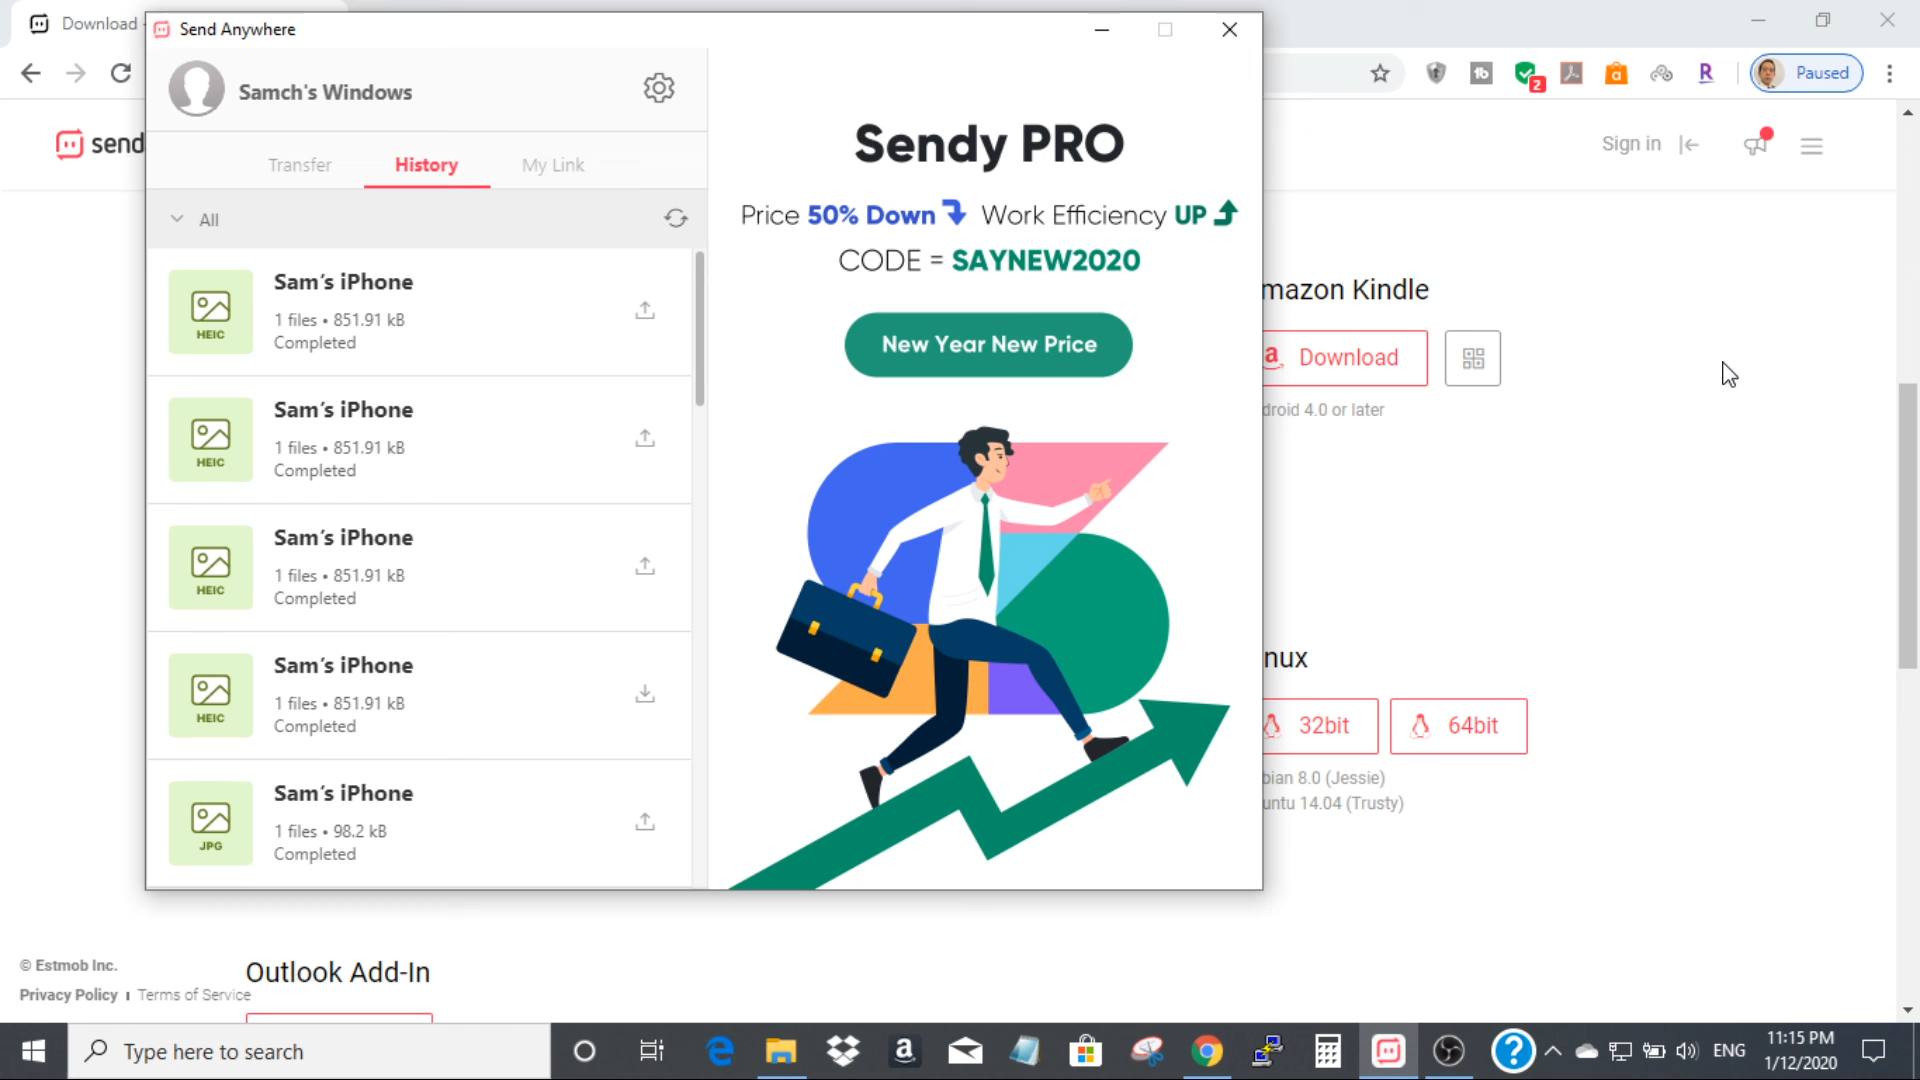 Download
Send Anywhere
Paused
Samch's Windows
send
Sign in
Transfer
History
My Link
All
Sam's iPhone
1 files • 851.91 kB
Completed
HEIC
Sam's iPhone
1 files • 851.91 kB
Completed
HEIC
Sam's iPhone
1 files • 851.91 kB
Completed
HEIC
Sam's iPhone
1 files • 851.91 kB
Completed
HEIC
Sam's iPhone
1 files • 98.2 kB
Completed
JPG
Sendy PRO
Price 50% Down Work Efficiency UP
CODE = SAYNEW2020
New Year New Price
mazon Kindle
Download
droid 4.0 or later
nux
32bit
64bit
bian 8.0 (Jessie)
untu 14.04 (Trusty)
© Estmob Inc.
Privacy Policy
Terms of Service
Outlook Add-In
Type here to search
ENG
11:15 PM
1/12/2020